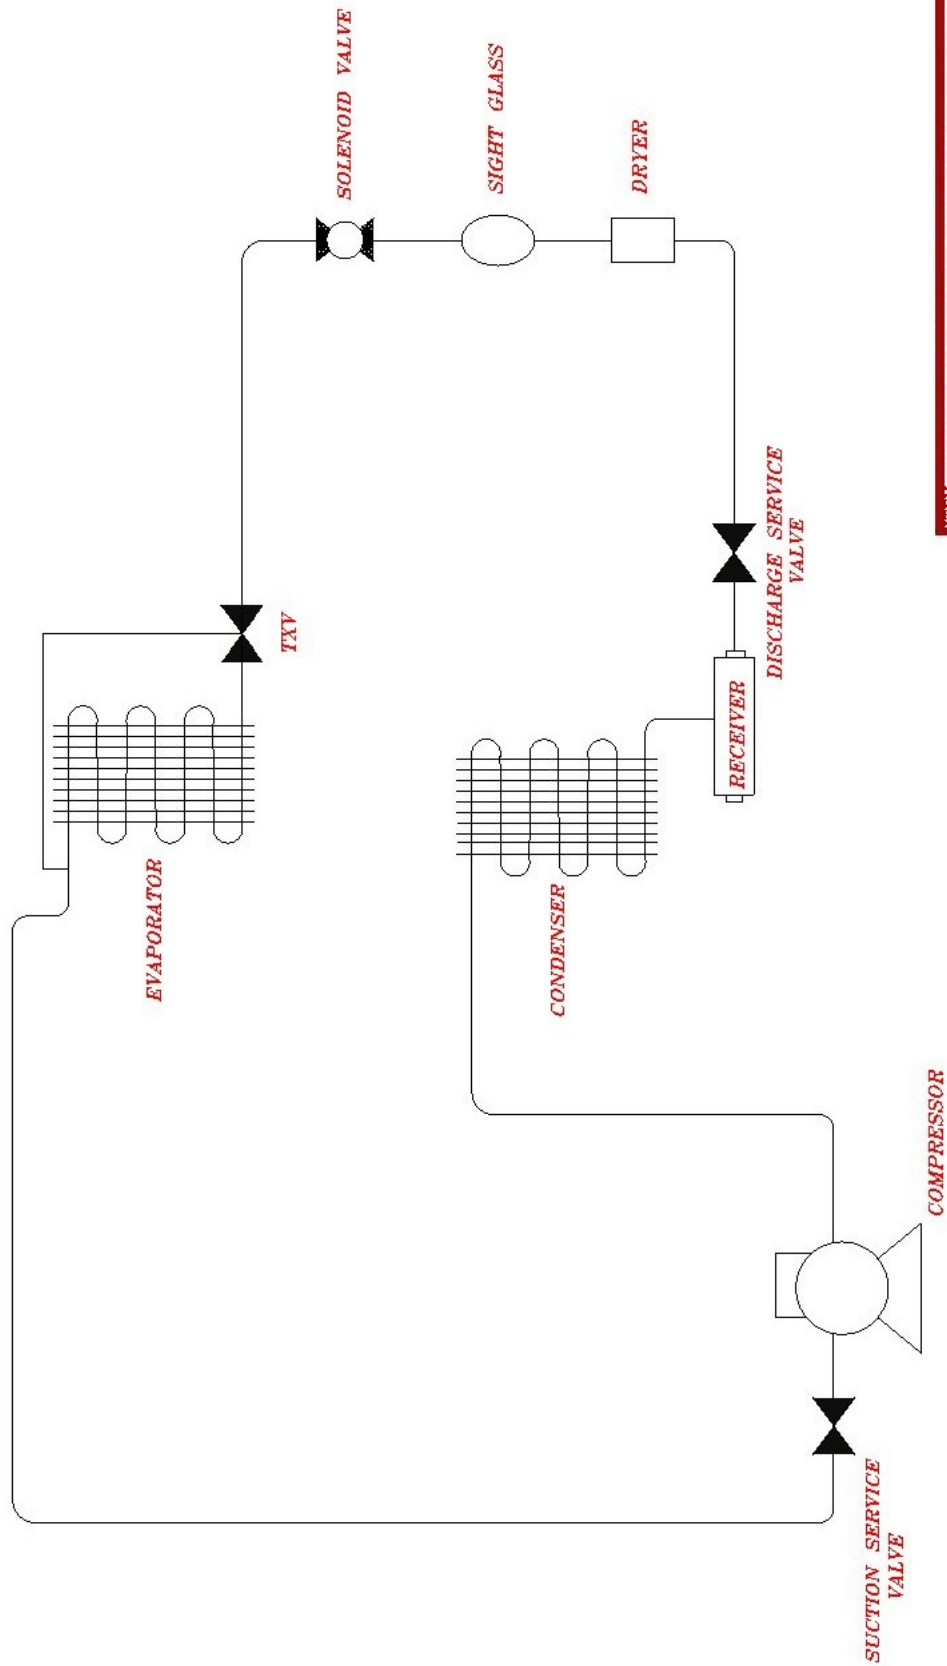 SOLENOID VALVE
SIGHT GLASS
DRYER
TXV
DISCHARGE SERVICE
VALVE
RECEIVER
EVAPORATOR
CONDENSER
COMPRESSOR
SUCTION SERVICE
VALVE